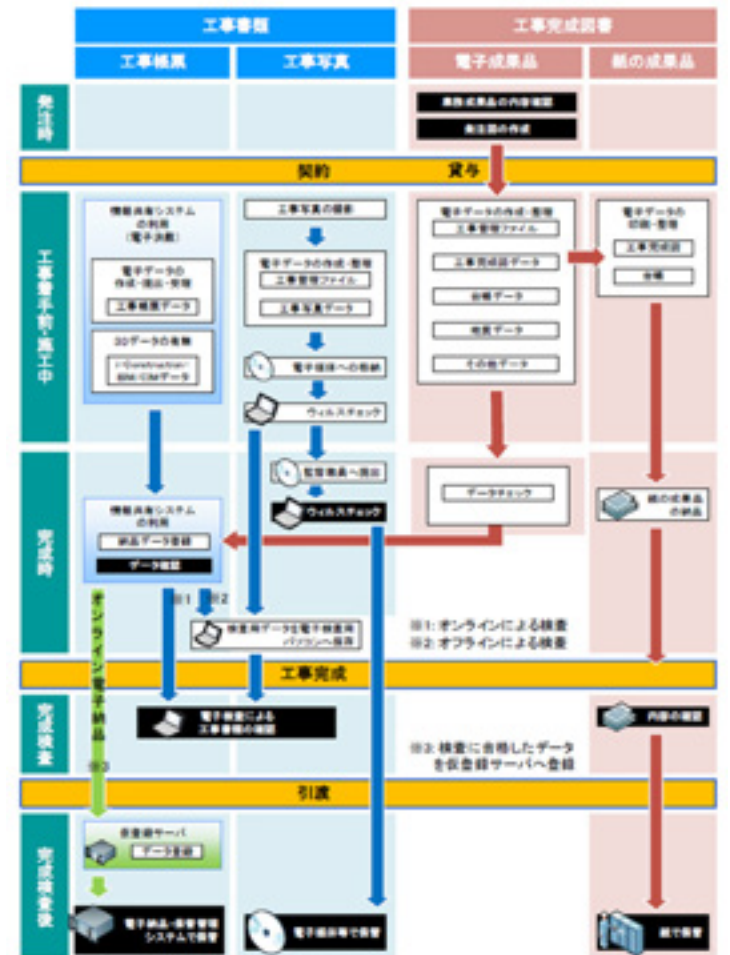 工事書類
工事完成図書
工事帳票
工事写真
電子成果品
紙の成果品
発注時
業務成果品の内容確認
発注図の作成
契約
貸与
工事着手前・施工中
情報共有システム
の利用
(電子決裁)
電子データの
作成・提出・受理
工事帳票データ
3Dデータの有無
i-Construction・
BIM/CIMデータ
工事写真の撮影
電子データの作成・整理
工事管理ファイル
工事写真データ
電子媒体への格納
ウィルスチェック
電子データの作成・整理
工事管理ファイル
工事完成図データ
台帳データ
地質データ
その他データ
電子データの
印刷・整理
工事完成図
台帳
完成時
監督職員へ提出
ウィルスチェック
情報共有システム
の利用
納品データ登録
データ確認
データチェック
紙の成果品
の納品
※1
※2
オンライン電子納品
検査用データを電子検査用
パソコンへ保存
※1: オンラインによる検査
※2: オフラインによる検査
工事完成
完成検査
電子検査による
工事書類の確認
内容の確認
※3
※3: 検査に合格したデータ
を仮登録サーバへ登録
引渡
完成検査後
仮登録サーバ
データ登録
電子納品・保管管理
システムで保管
電子媒体等で保管
紙で保管